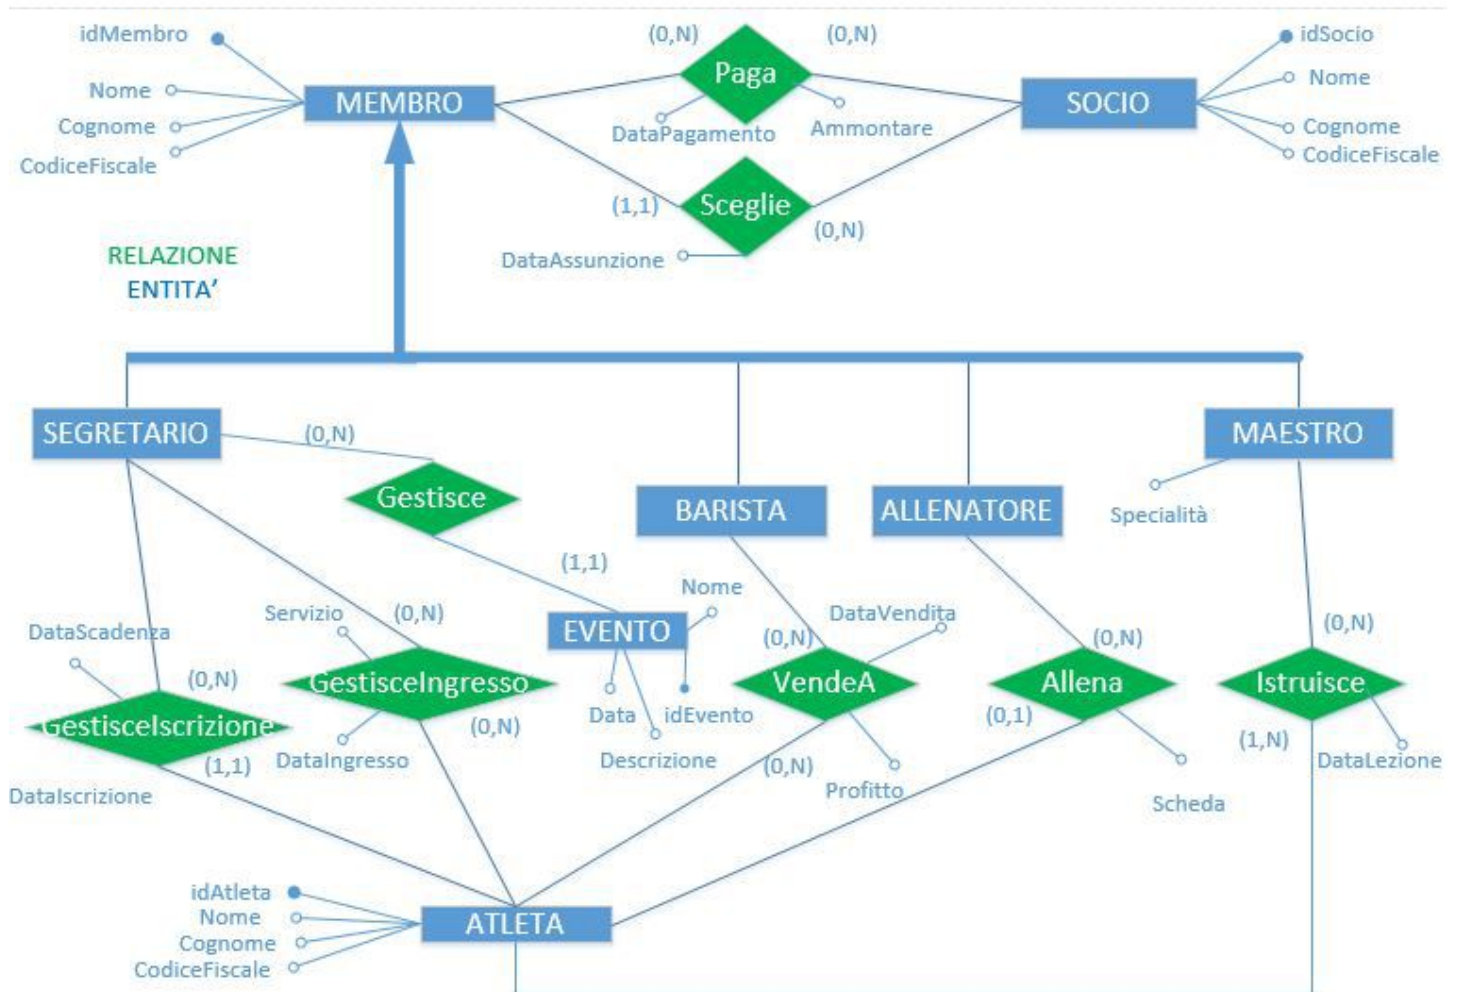 idMembro
(0,N)
(0,N)
idSocio
Paga
Nome
Nome
MEMBRO
SOCIO
DataPagamento
Ammontare
Cognome
Cognome
CodiceFiscale
CodiceFiscale
(1,1)
Sceglie
(0,N)
DataAssunzione
RELAZIONE
ENTITA’
SEGRETARIO
(0,N)
MAESTRO
Gestisce
BARISTA
ALLENATORE
Specialità
(1,1)
Nome
Servizio
(0,N)
DataVendita
DataScadenza
EVENTO
(0,N)
(0,N)
(0,N)
(0,N)
GestisceIngresso
VendeA
Allena
Istruisce
GestisceIscrizione
(0,N)
Data
idEvento
(0,1)
(1,N)
(1,1)
DataIngresso
Descrizione
(0,N)
DataLezione
DataIscrizione
Profitto
Scheda
idAtleta
Nome
ATLETA
Cognome
CodiceFiscale